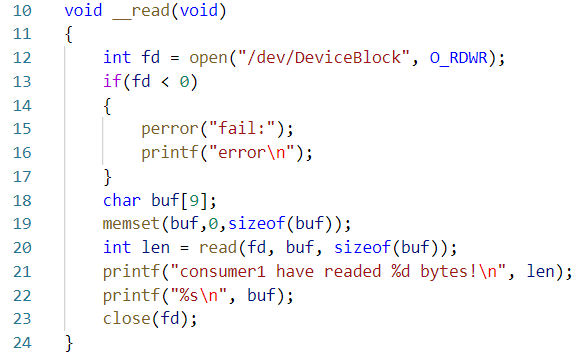 10 void __read(void)
11 {
12 int fd = open("/dev/DeviceBlock", O_RDWR);
13 if(fd < 0)
14 {
15 perror("fail:");
16 printf("error\n");
17 }
18 char buf[9];
19 memset(buf,0,sizeof(buf));
20 int len = read(fd, buf, sizeof(buf));
21 printf("consumer1 have readed %d bytes!\n", len);
22 printf("%s\n", buf);
23 close(fd);
24 }